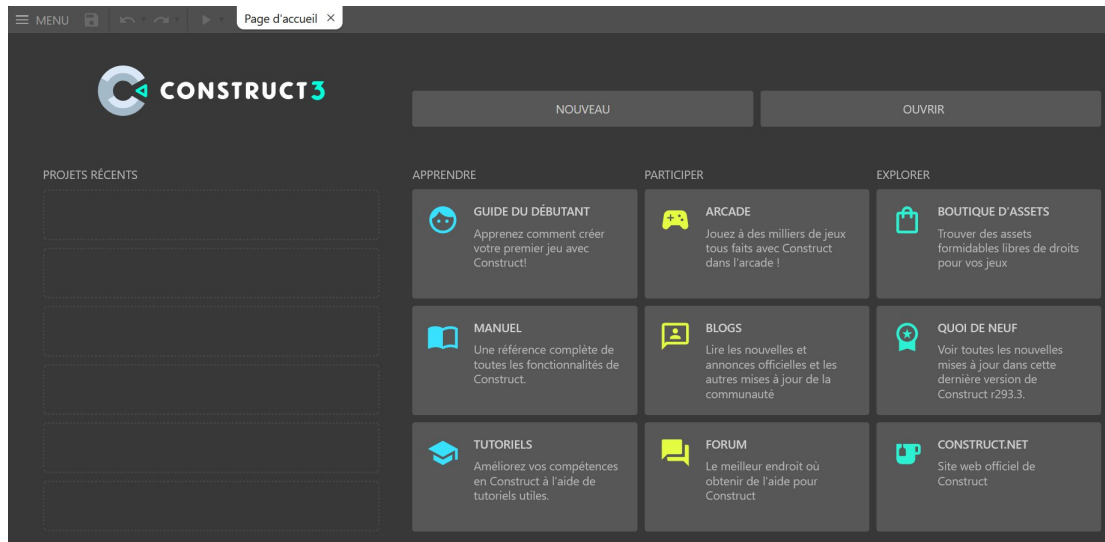 MENU
Page d'accueil
CONSTRUCT 3
NOUVEAU
OUVRIR
PROJETS RÉCENTS
APPRENDRE
GUIDE DU DÉBUTANT
Apprenez comment créer
votre premier jeu avec
Construct!
MANUEL
Une référence complète de
toutes les fonctionnalités de
Construct.
TUTORIELS
Améliorez vos compétences
en Construct à l'aide de
tutoriels utiles.
PARTICIPER
ARCADE
Jouez à des milliers de jeux
tous faits avec Construct
dans l'arcade !
BLOGS
Lire les nouvelles et
annonces officielles et les
autres mises à jour de la
communauté
FORUM
Le meilleur endroit où
obtenir de l'aide pour
Construct
EXPLORER
BOUTIQUE D'ASSETS
Trouver des assets
formidables libres de droits
pour vos jeux
QUOI DE NEUF
Voir toutes les nouvelles
mises à jour dans cette
dernière version de
Construct r293.3.
CONSTRUCT.NET
Site web officiel de
Construct